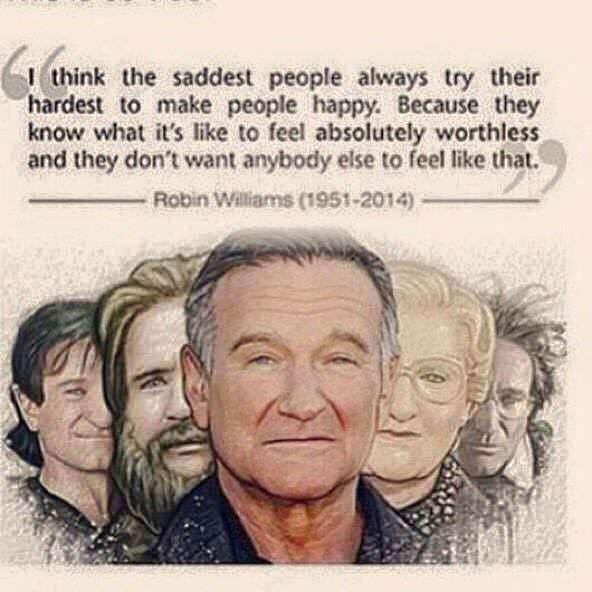 I think the saddest people always try their
hardest to make people happy. Because they
know what it's like to feel absolutely worthless
and they don't want anybody else to feel like that.
Robin Williams (1951-2014)